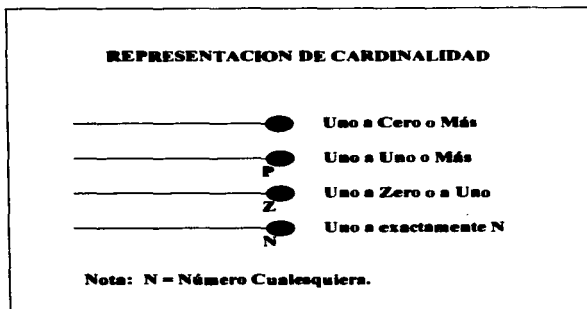 REPRESENTACION DE CARDINALIDAD
Uno a Cero o Más
P Uno a Uno o Más
Z Uno a Zero o a Uno
N Uno a exactamente N
Nota: N = Número Cualesquiera.